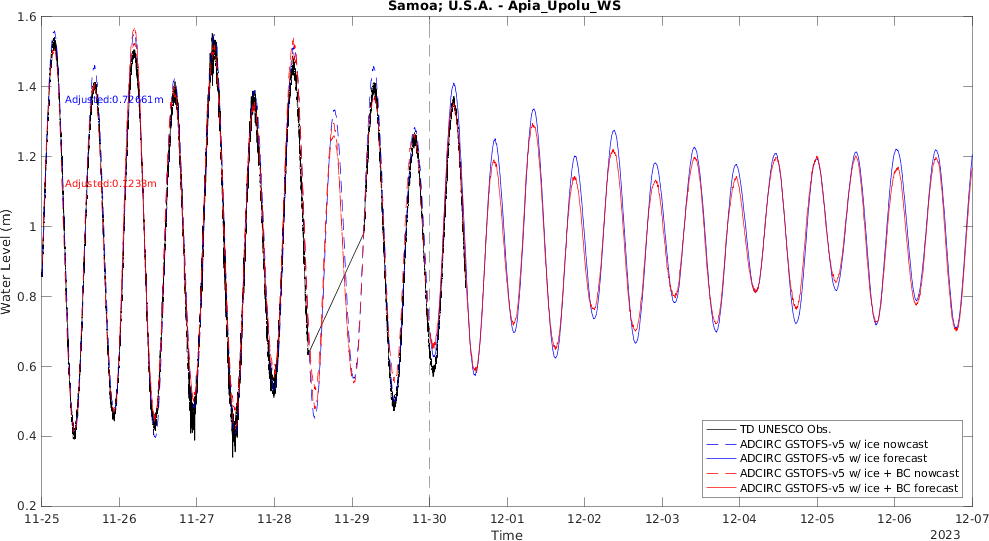 Samoa; U.S.A. - Apia_Upolu_WS
1.6
1.4
1.2
1
0.8
0.6
0.4
0.2
Water Level (m)
Adjusted:0.72661m
Adjusted:0.1233m
TD UNESCO Obs.
ADCIRC GSTOFS-v5 w/ ice nowcast
ADCIRC GSTOFS-v5 w/ ice forecast
ADCIRC GSTOFS-v5 w/ ice + BC nowcast
ADCIRC GSTOFS-v5 w/ ice + BC forecast
11-25 11-26 11-27 11-28 11-29 11-30 12-01 12-02 12-03 12-04 12-05 12-06 12-07
Time
2023